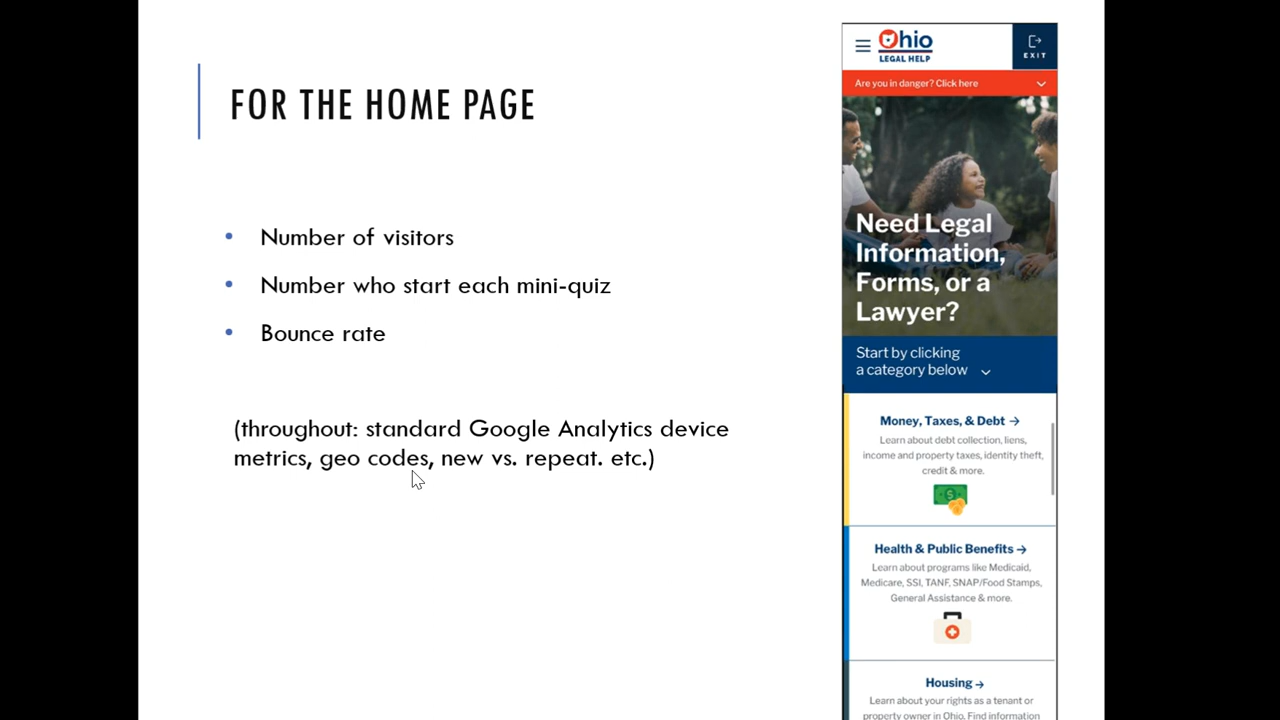 FOR THE HOME PAGE
• Number of visitors
• Number who start each mini-quiz
• Bounce rate
(throughout: standard Google Analytics device
metrics, geo codes, new vs. repeat. etc.)
Ohio
LEGAL HELP
EXIT
Are you in danger? Click here
Need Legal
Information,
Forms, or a
Lawyer?
Start by clicking
a category below
Money, Taxes, & Debt →
Learn about debt collection, liens,
income and property taxes, identity theft,
credit & more.
Health & Public Benefits →
Learn about programs like Medicaid,
Medicare, SSI, TANF, SNAP/Food Stamps,
General Assistance & more.
Housing →
Learn about your rights as a tenant or
property owner in Ohio. Find information